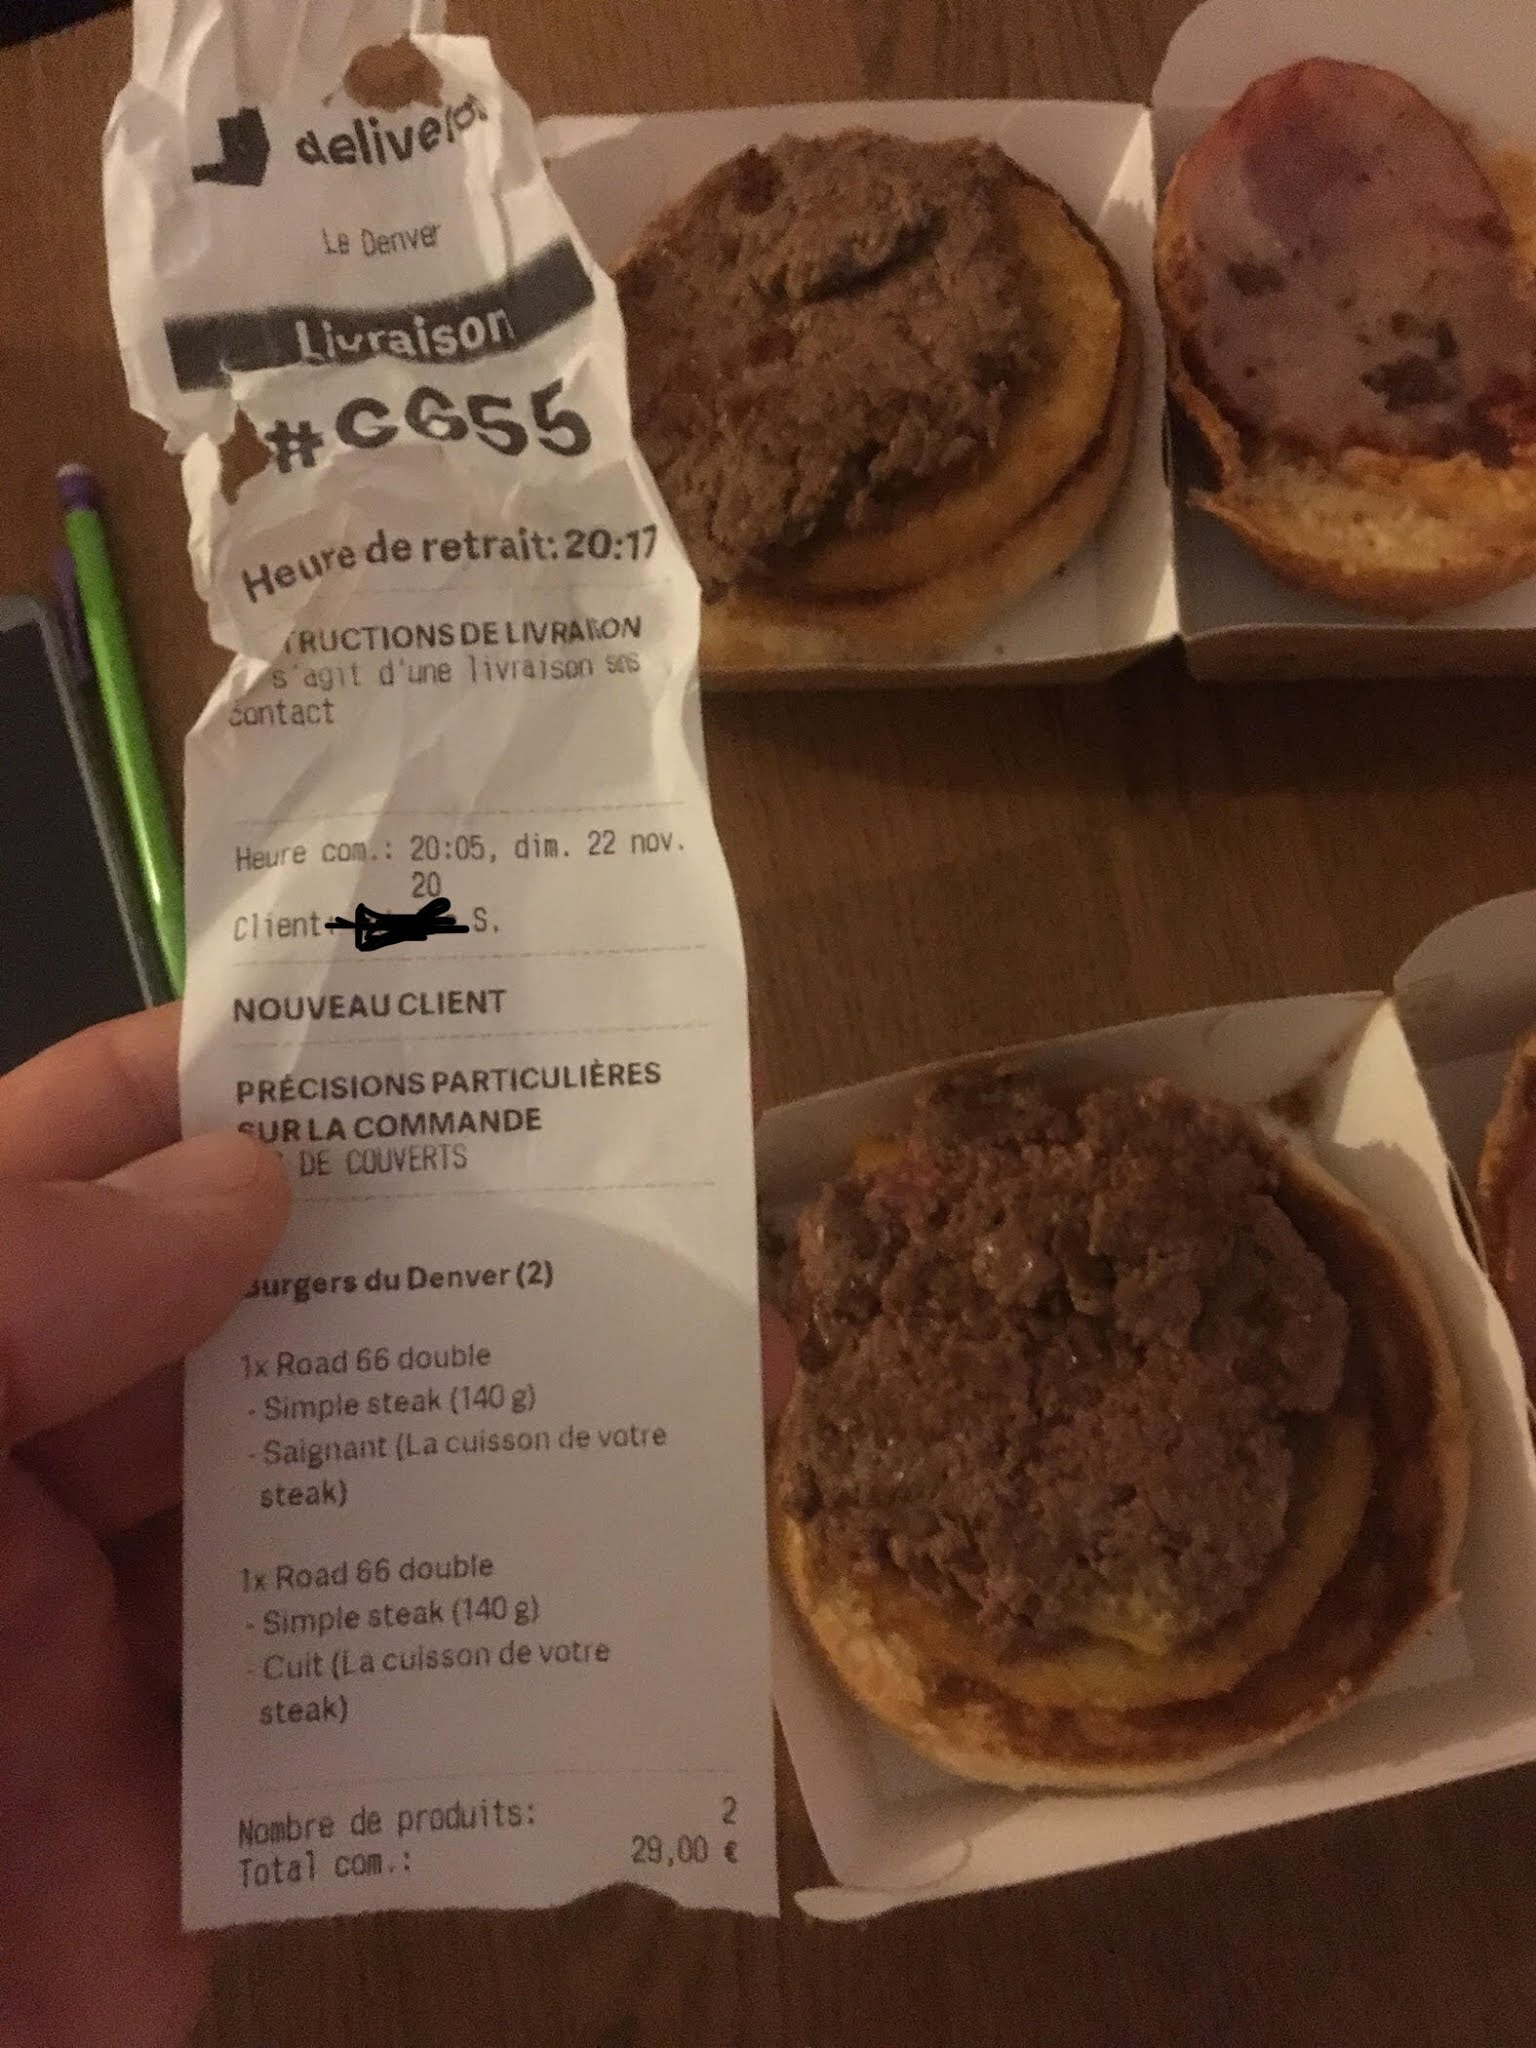 deliveroo
Le Denver
Livraison
#C655
Heure de retrait: 20:17
TRUCTIONS DE LIVRAISON
s'agit d'une livraison sns
contact
Heure com.: 20:05, dim. 22 nov.
20
Client: S.
NOUVEAU CLIENT
PRÉCISIONS PARTICULIÈRES
SUR LA COMMANDE
DE COUVERTS
Burgers du Denver (2)
1x Road 66 double
- Simple steak (140 g)
- Saignant (La cuisson de votre
steak)
1x Road 66 double
- Simple steak (140 g)
- Cuit (La cuisson de votre
steak)
Nombre de produits: 2
Total com.: 29,00 €